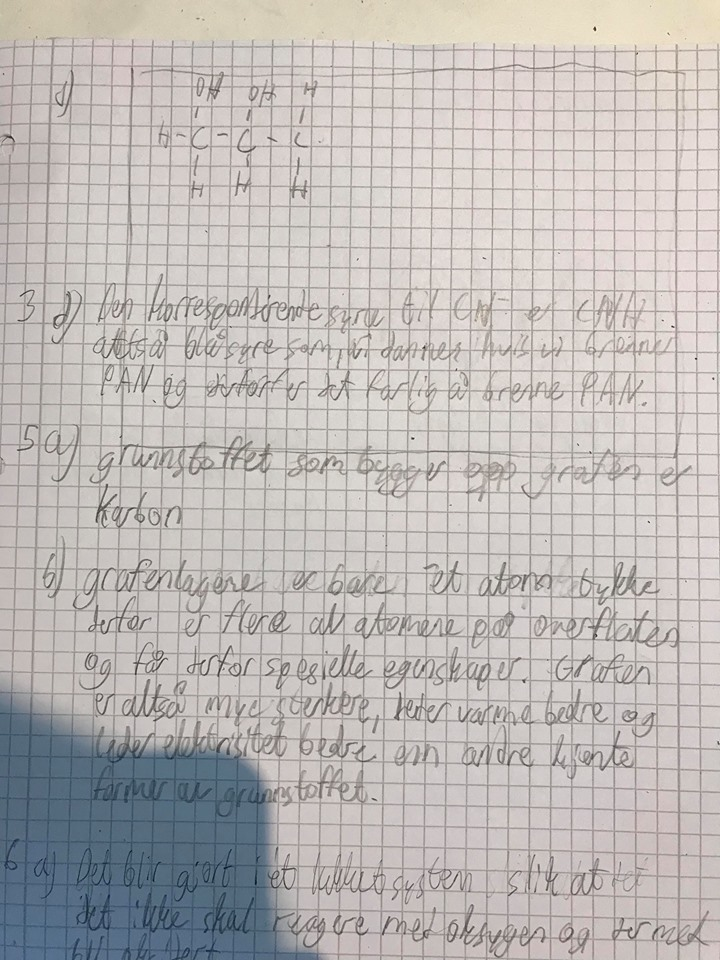 d)
OH OH H
H-C-C-C
H H H
3 d) Den korresponderende syre til CN⁻ er CNH
altså blåsyre som vi danner hvis vi brenner
PAN. og derfor er det farlig å brenne PAN.
5 a) grunnstoffet som bygger opp grafen er
karbon
b) grafenlagene er bare et atom tykke
derfor er flere av atomene på overflaten
og får derfor spesielle egenskaper. Grafen
er altså mye sterkere, leder varme bedre og
leder elektrisitet bedre enn andre kjente
former av grunnstoffet.
6 a) Det blir gjort i et lukket system, slik at
det ikke skal reagere med oksygen og dermed
bli oksidert